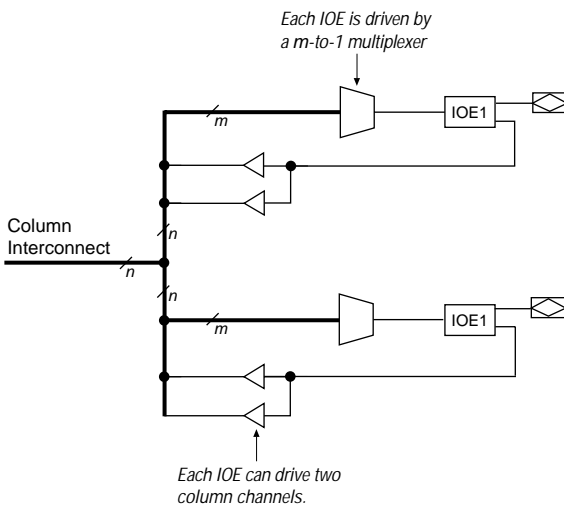 Each IOE is driven by
a m-to-1 multiplexer
m
IOE1
n
Column
Interconnect
n
n
m
IOE1
Each IOE can drive two
column channels.